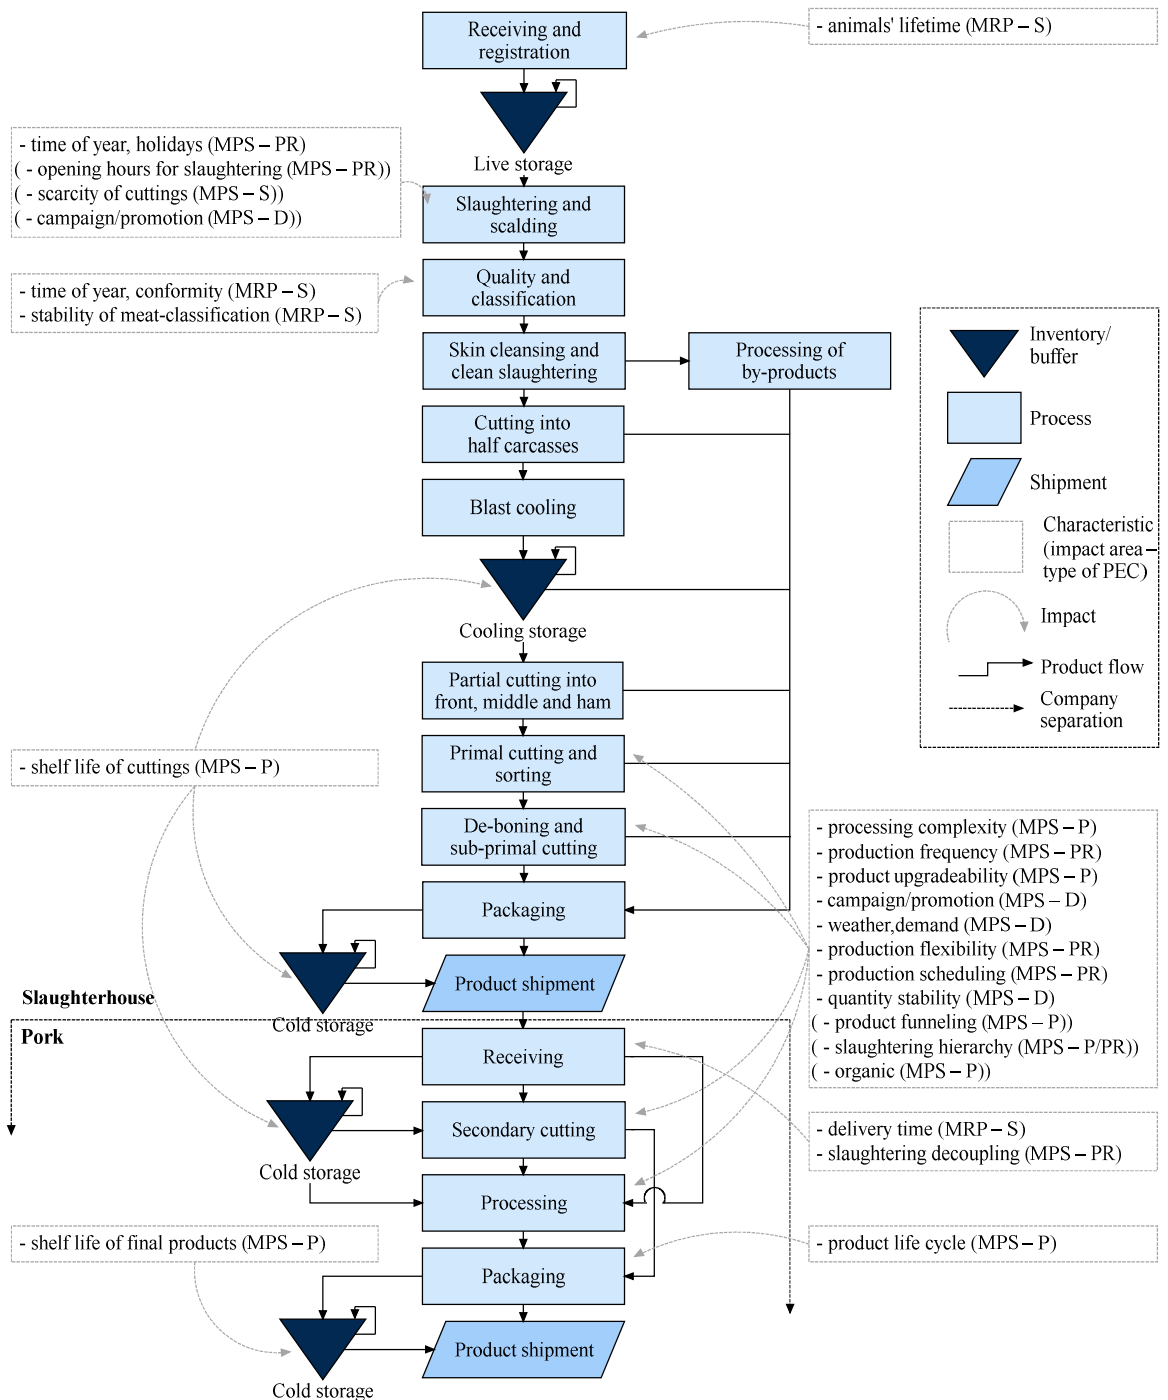 Receiving and
registration
- animals' lifetime (MRP – S)
Live storage
- time of year, holidays (MPS – PR)
( - opening hours for slaughtering (MPS – PR))
( - scarcity of cuttings (MPS – S))
( - campaign/promotion (MPS – D))
Slaughtering and
scalding
Quality and
classification
- time of year, conformity (MRP – S)
- stability of meat-classification (MRP – S)
Skin cleansing and
clean slaughtering
Processing of
by-products
Cutting into
half carcasses
Blast cooling
Cooling storage
Inventory/
buffer
Process
Shipment
Characteristic
(impact area –
type of PEC)
Impact
Product flow
Company
separation
Partial cutting into
front, middle and ham
Primal cutting and
sorting
- shelf life of cuttings (MPS – P)
De-boning and
sub-primal cutting
Packaging
Product shipment
Cold storage
- processing complexity (MPS – P)
- production frequency (MPS – PR)
- product upgradeability (MPS – P)
- campaign/promotion (MPS – D)
- weather,demand (MPS – D)
- production flexibility (MPS – PR)
- production scheduling (MPS – PR)
- quantity stability (MPS – D)
( - product funneling (MPS – P))
( - slaughtering hierarchy (MPS – P/PR))
( - organic (MPS – P))
Slaughterhouse
Pork
Receiving
Secondary cutting
Cold storage
- delivery time (MRP – S)
- slaughtering decoupling (MPS – PR)
Processing
- shelf life of final products (MPS – P)
Packaging
- product life cycle (MPS – P)
Product shipment
Cold storage